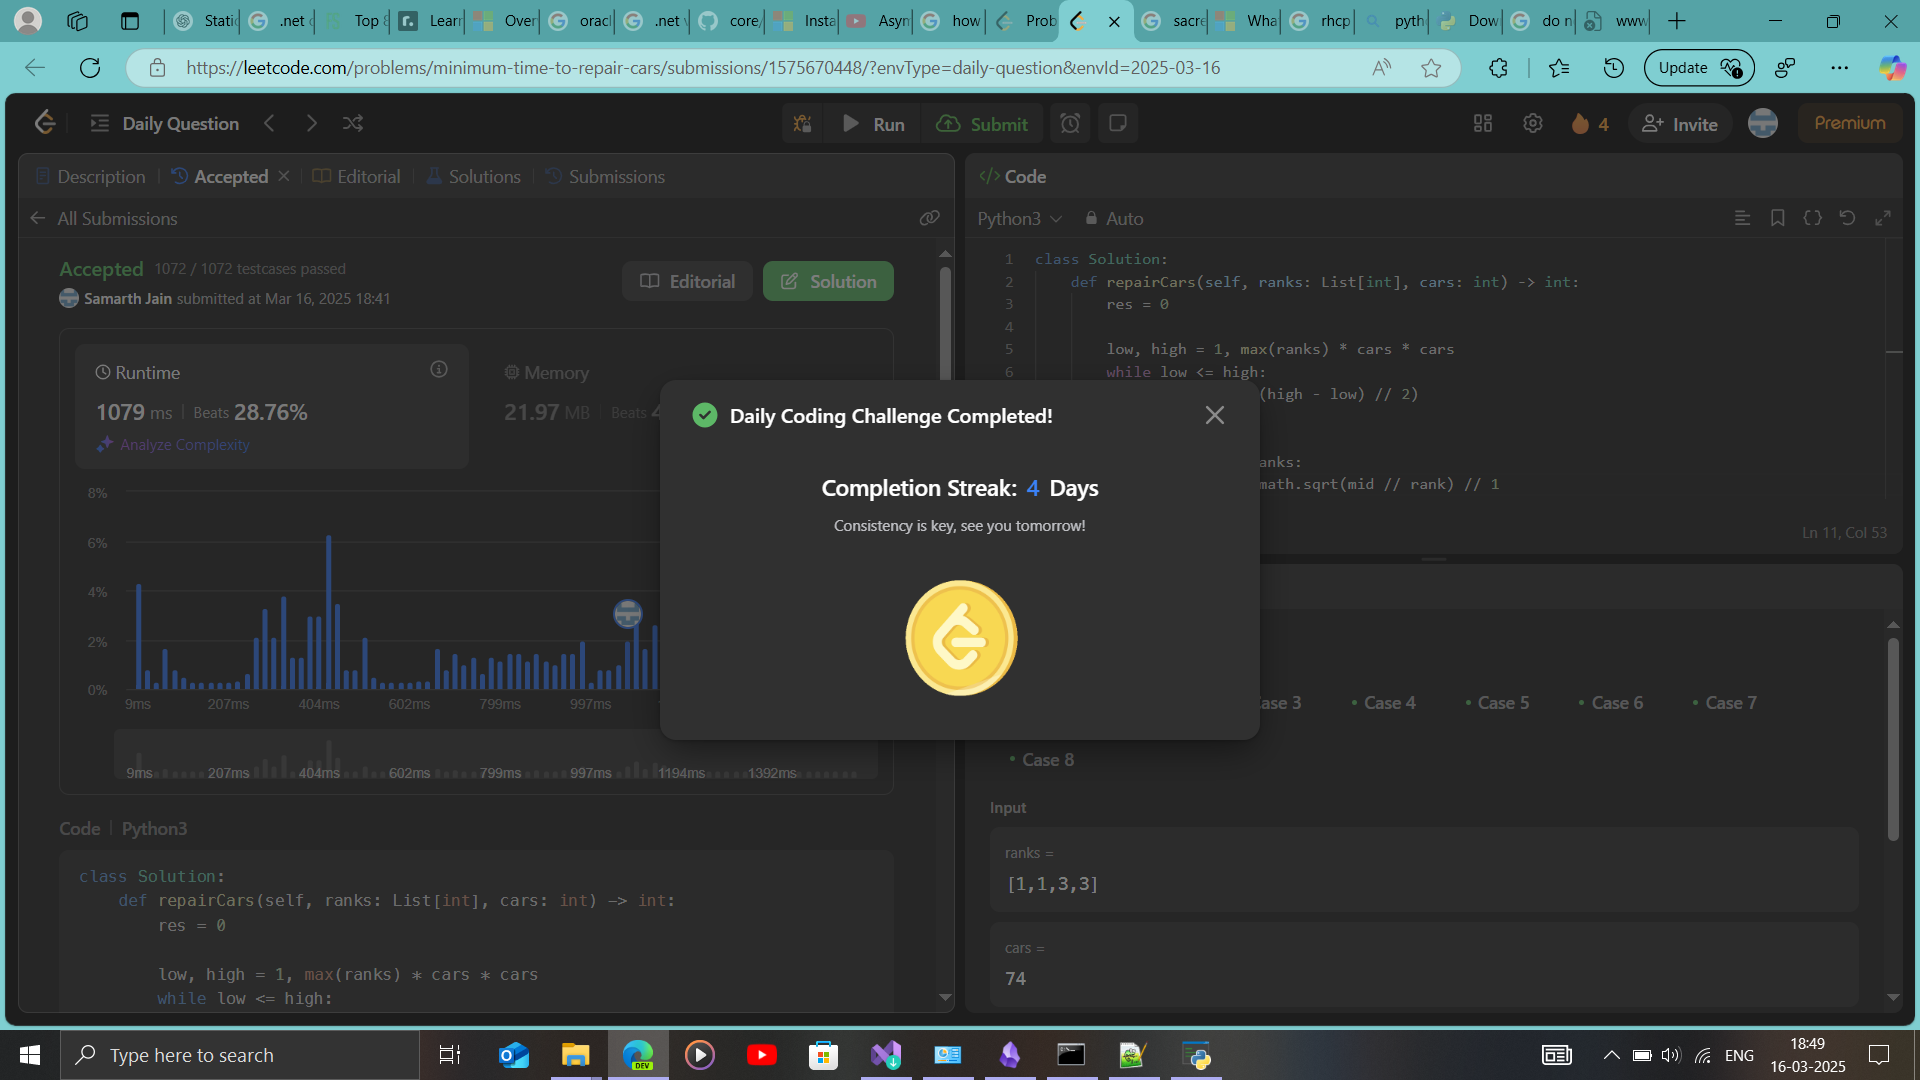 Static
.net c
Top 8
Learn
Over
oracl
.net v
core/
Insta
Asyn
how
Prob
sacre
Wha
rhcp
pyth
Dow
do n
www
https://leetcode.com/problems/minimum-time-to-repair-cars/submissions/1575670448/?envType=daily-question&envId=2025-03-16
Update
Daily Question
Run
Submit
4
Invite
Premium
Description
Accepted
Editorial
Solutions
Submissions
All Submissions
Accepted 1072 / 1072 testcases passed
Samarth Jain submitted at Mar 16, 2025 18:41
Editorial
Solution
Runtime
1079 ms | Beats 28.76%
Analyze Complexity
Memory
21.97 MB | Beats 4
8%
6%
4%
2%
0%
9ms 207ms 404ms 602ms 799ms 997ms
9ms 207ms 404ms 602ms 799ms 997ms 1194ms 1392ms
Code | Python3
class Solution:
def repairCars(self, ranks: List[int], cars: int) -> int:
res = 0
low, high = 1, max(ranks) * cars * cars
while low <= high:
Daily Coding Challenge Completed!
Completion Streak: 4 Days
Consistency is key, see you tomorrow!
</> Code
Python3
Auto
1 class Solution:
2 def repairCars(self, ranks: List[int], cars: int) -> int:
3 res = 0
4
5 low, high = 1, max(ranks) * cars * cars
6 while low <= high:
(high - low) // 2)
anks:
math.sqrt(mid // rank) // 1
Ln 11, Col 53
ase 3
Case 4
Case 5
Case 6
Case 7
Case 8
Input
ranks =
[1,1,3,3]
cars =
74
Type here to search
DEV
ENG
18:49
16-03-2025